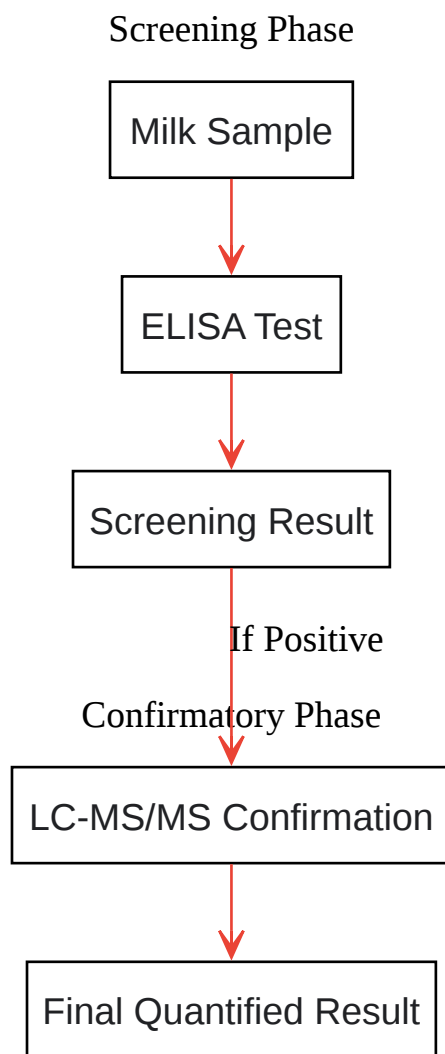 Screening Phase
Milk Sample
ELISA Test
Screening Result
If Positive
Confirmatory Phase
LC-MS/MS Confirmation
Final Quantified Result